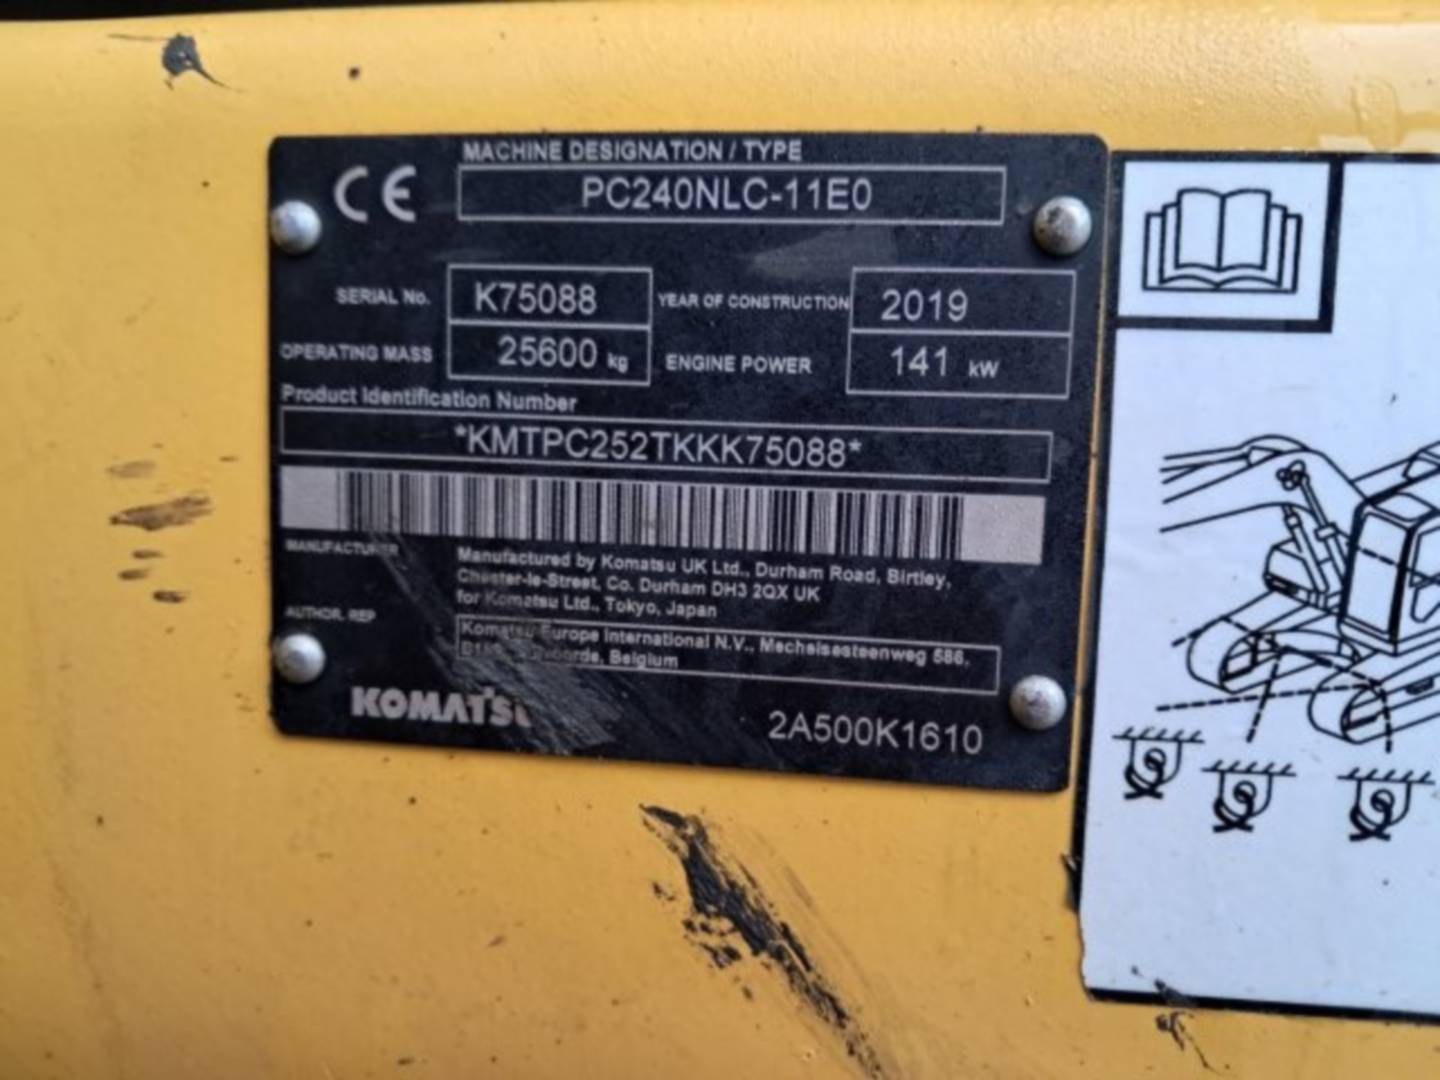 MACHINE DESIGNATION / TYPE
CE PC240NLC-11E0
SERIAL No. K75088 YEAR OF CONSTRUCTION 2019
OPERATING MASS 25600 kg ENGINE POWER 141 kW
Product Identification Number
*KMTPC252TKKK75088*
MANUFACTURER Manufactured by Komatsu UK Ltd., Durham Road, Birtley,
Chester-le-Street, Co. Durham DH3 2QX UK
for Komatsu Ltd., Tokyo, Japan
AUTHOR. REP Komatsu Europe International N.V., Mechelsesteenweg 586,
Belgium
KOMATSU 2A500K1610